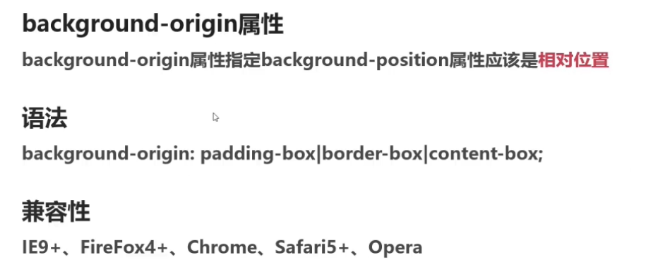 background-origin属性
background-origin属性指定background-position属性应该是相对位置
语法
background-origin: padding-box|border-box|content-box;
兼容性
IE9+、FireFox4+、Chrome、Safari5+、Opera